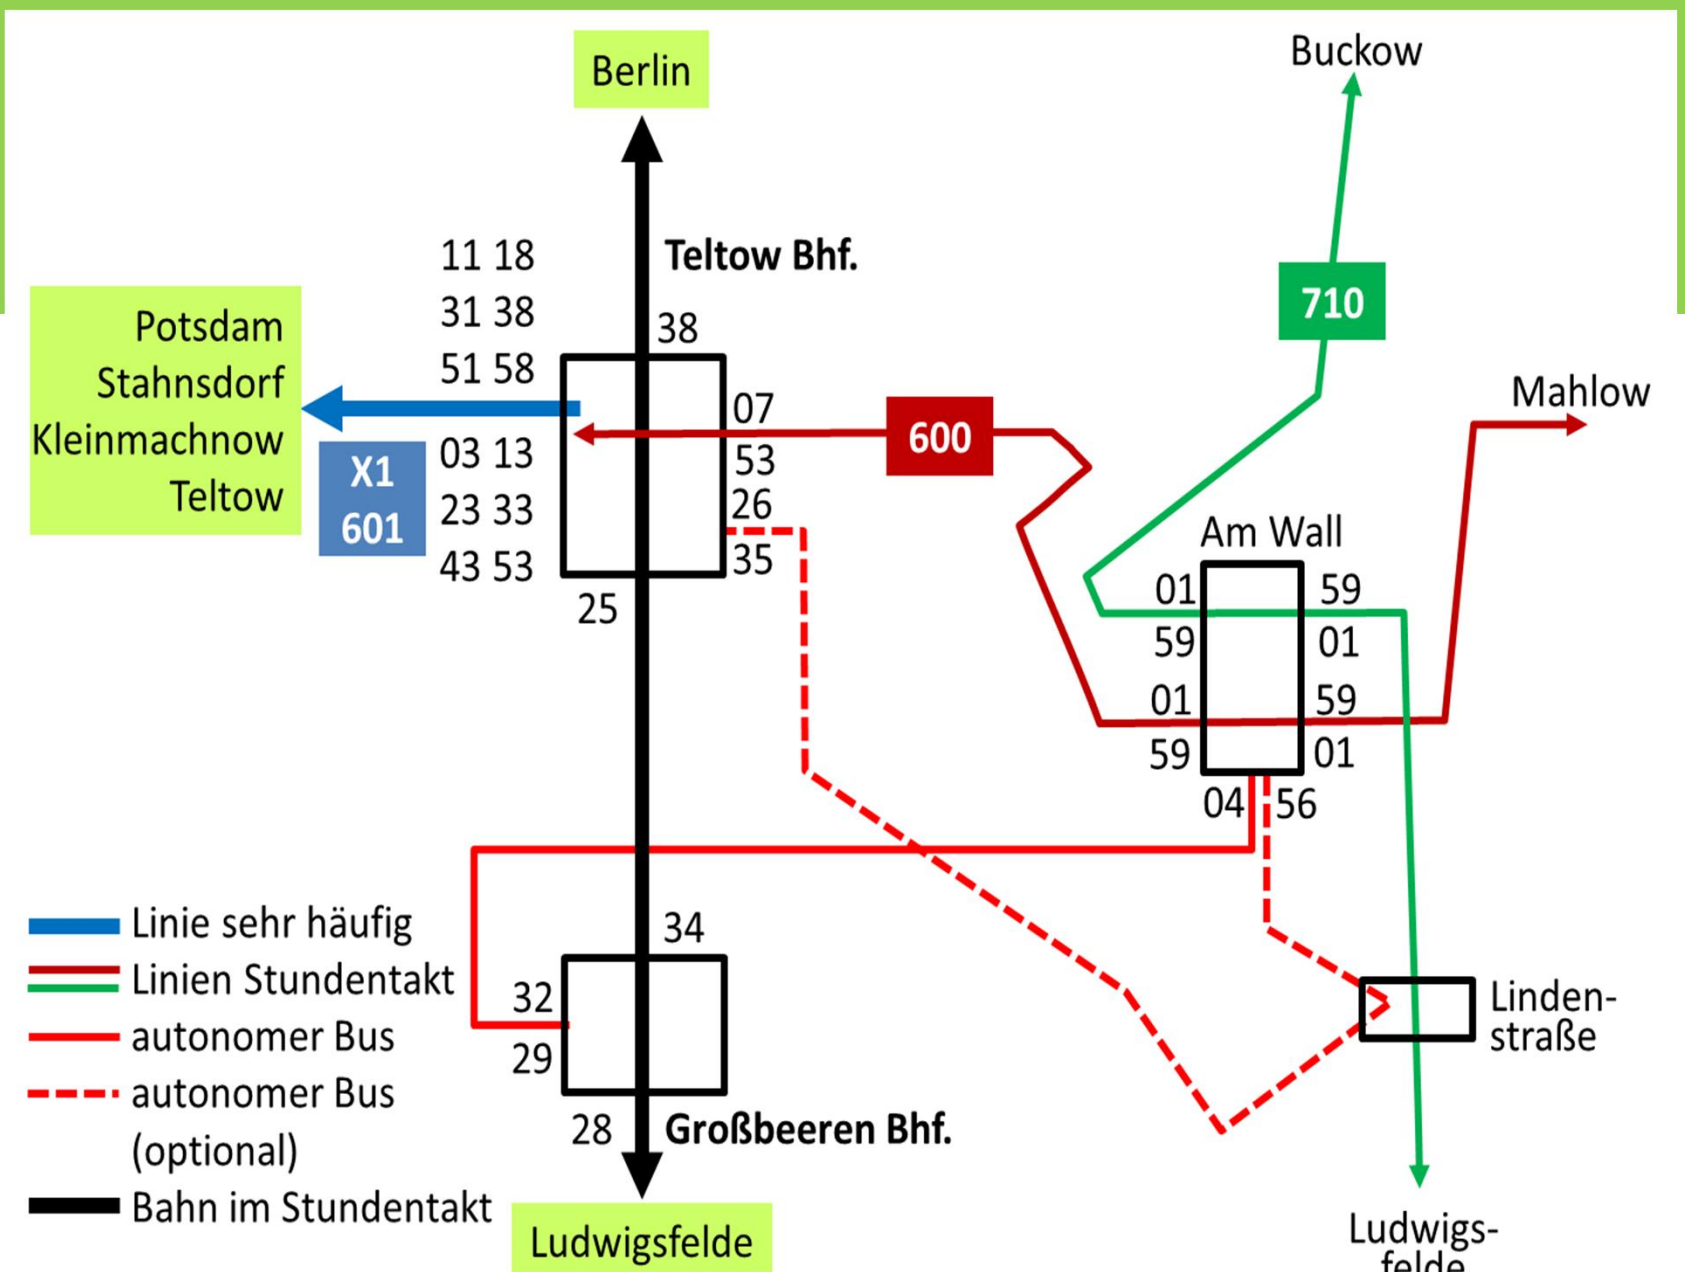 Berlin
Buckow
11 18
Teltow Bhf.
31 38
38
51 58
710
Potsdam
Stahnsdorf
Kleinmachnow
Teltow
X1
601
03 13
23 33
43 53
07
53
26
35
25
600
Mahlow
Am Wall
01
59
59
01
01
59
59
01
04
56
34
32
29
28
Großbeeren Bhf.
Linden-
straße
Linie sehr häufig
Linien Stundentakt
autonomer Bus
autonomer Bus
(optional)
Bahn im Stundentakt
Ludwigsfelde
Ludwigs-
felde